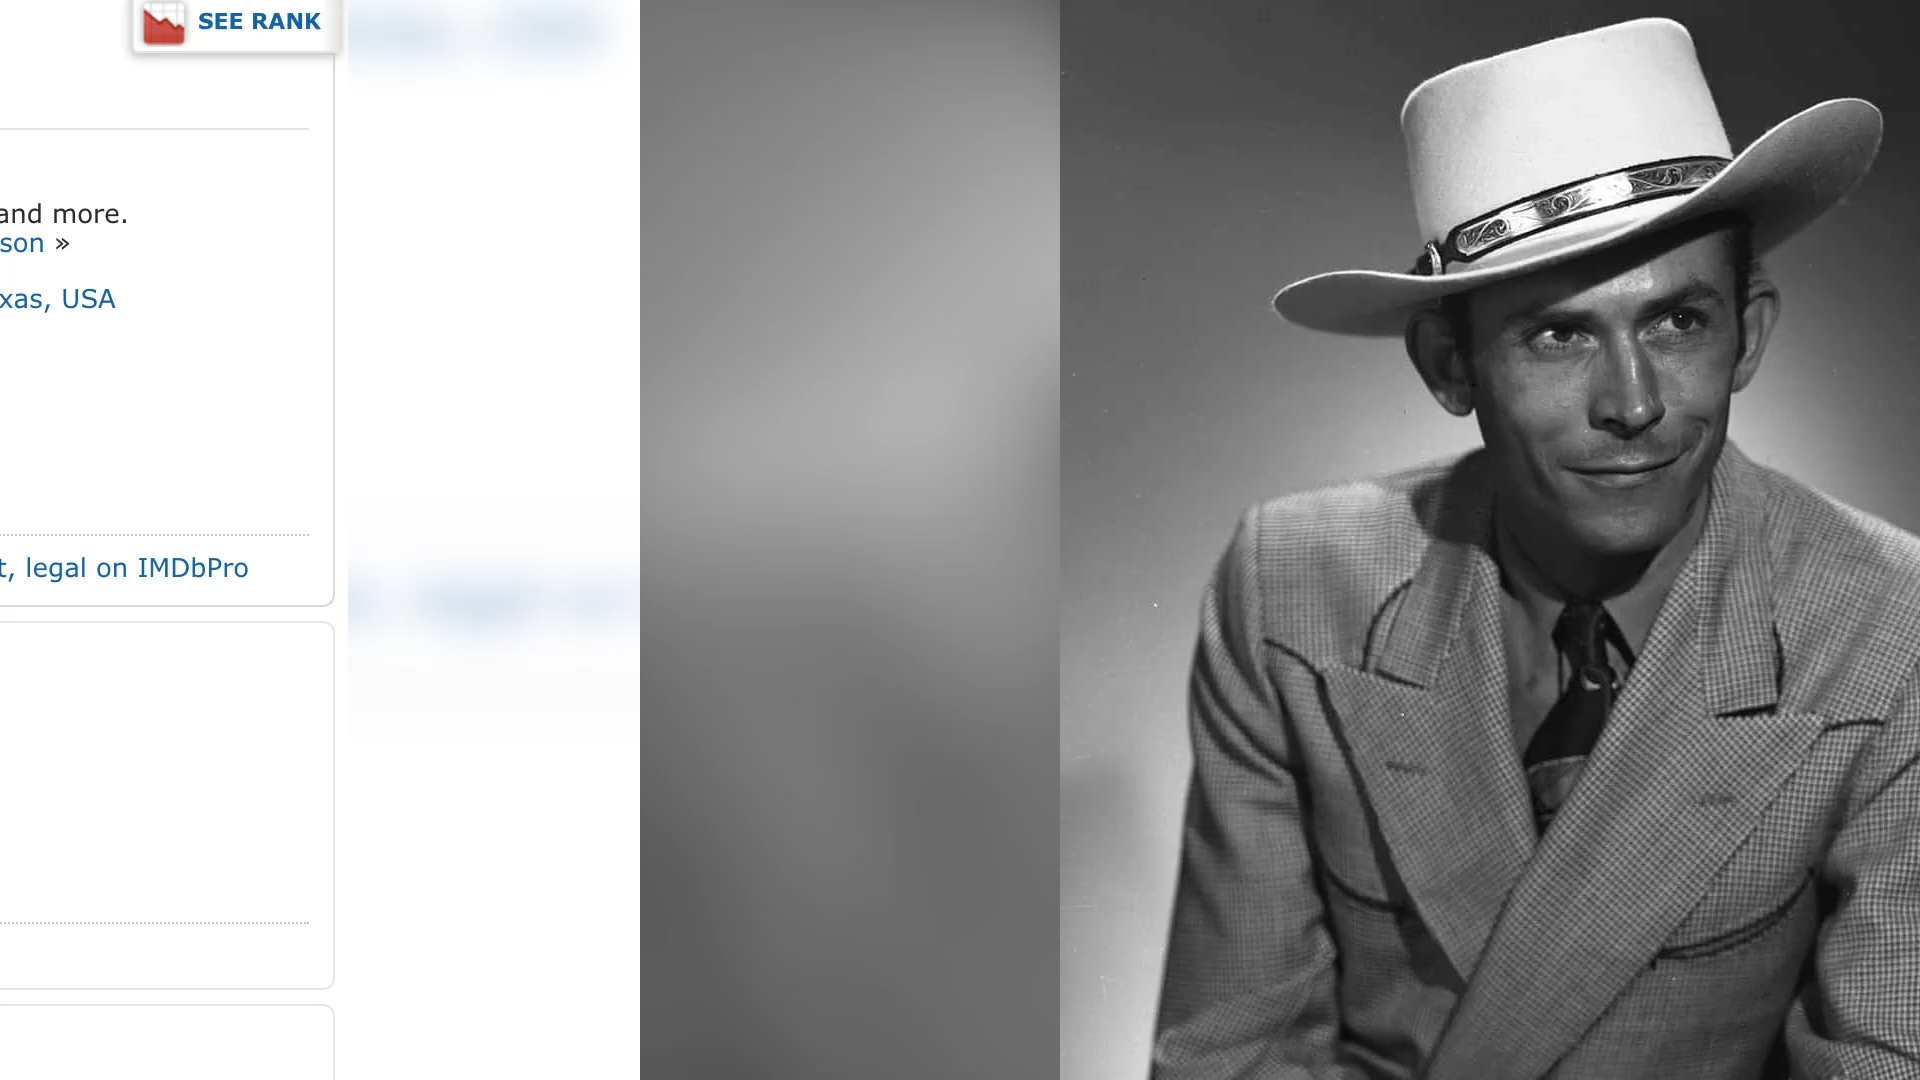 SEE RANK
and more.
son »
xas, USA
t, legal on IMDbPro